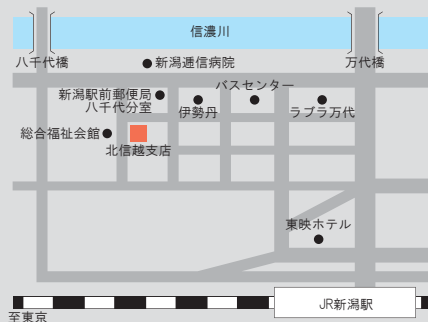 信濃川
八千代橋
新潟逓信病院
万代橋
バスセンター
新潟駅前郵便局
八千代分室
伊勢丹
ラブラ万代
総合福祉会館
北信越支店
東映ホテル
JR新潟駅
至東京